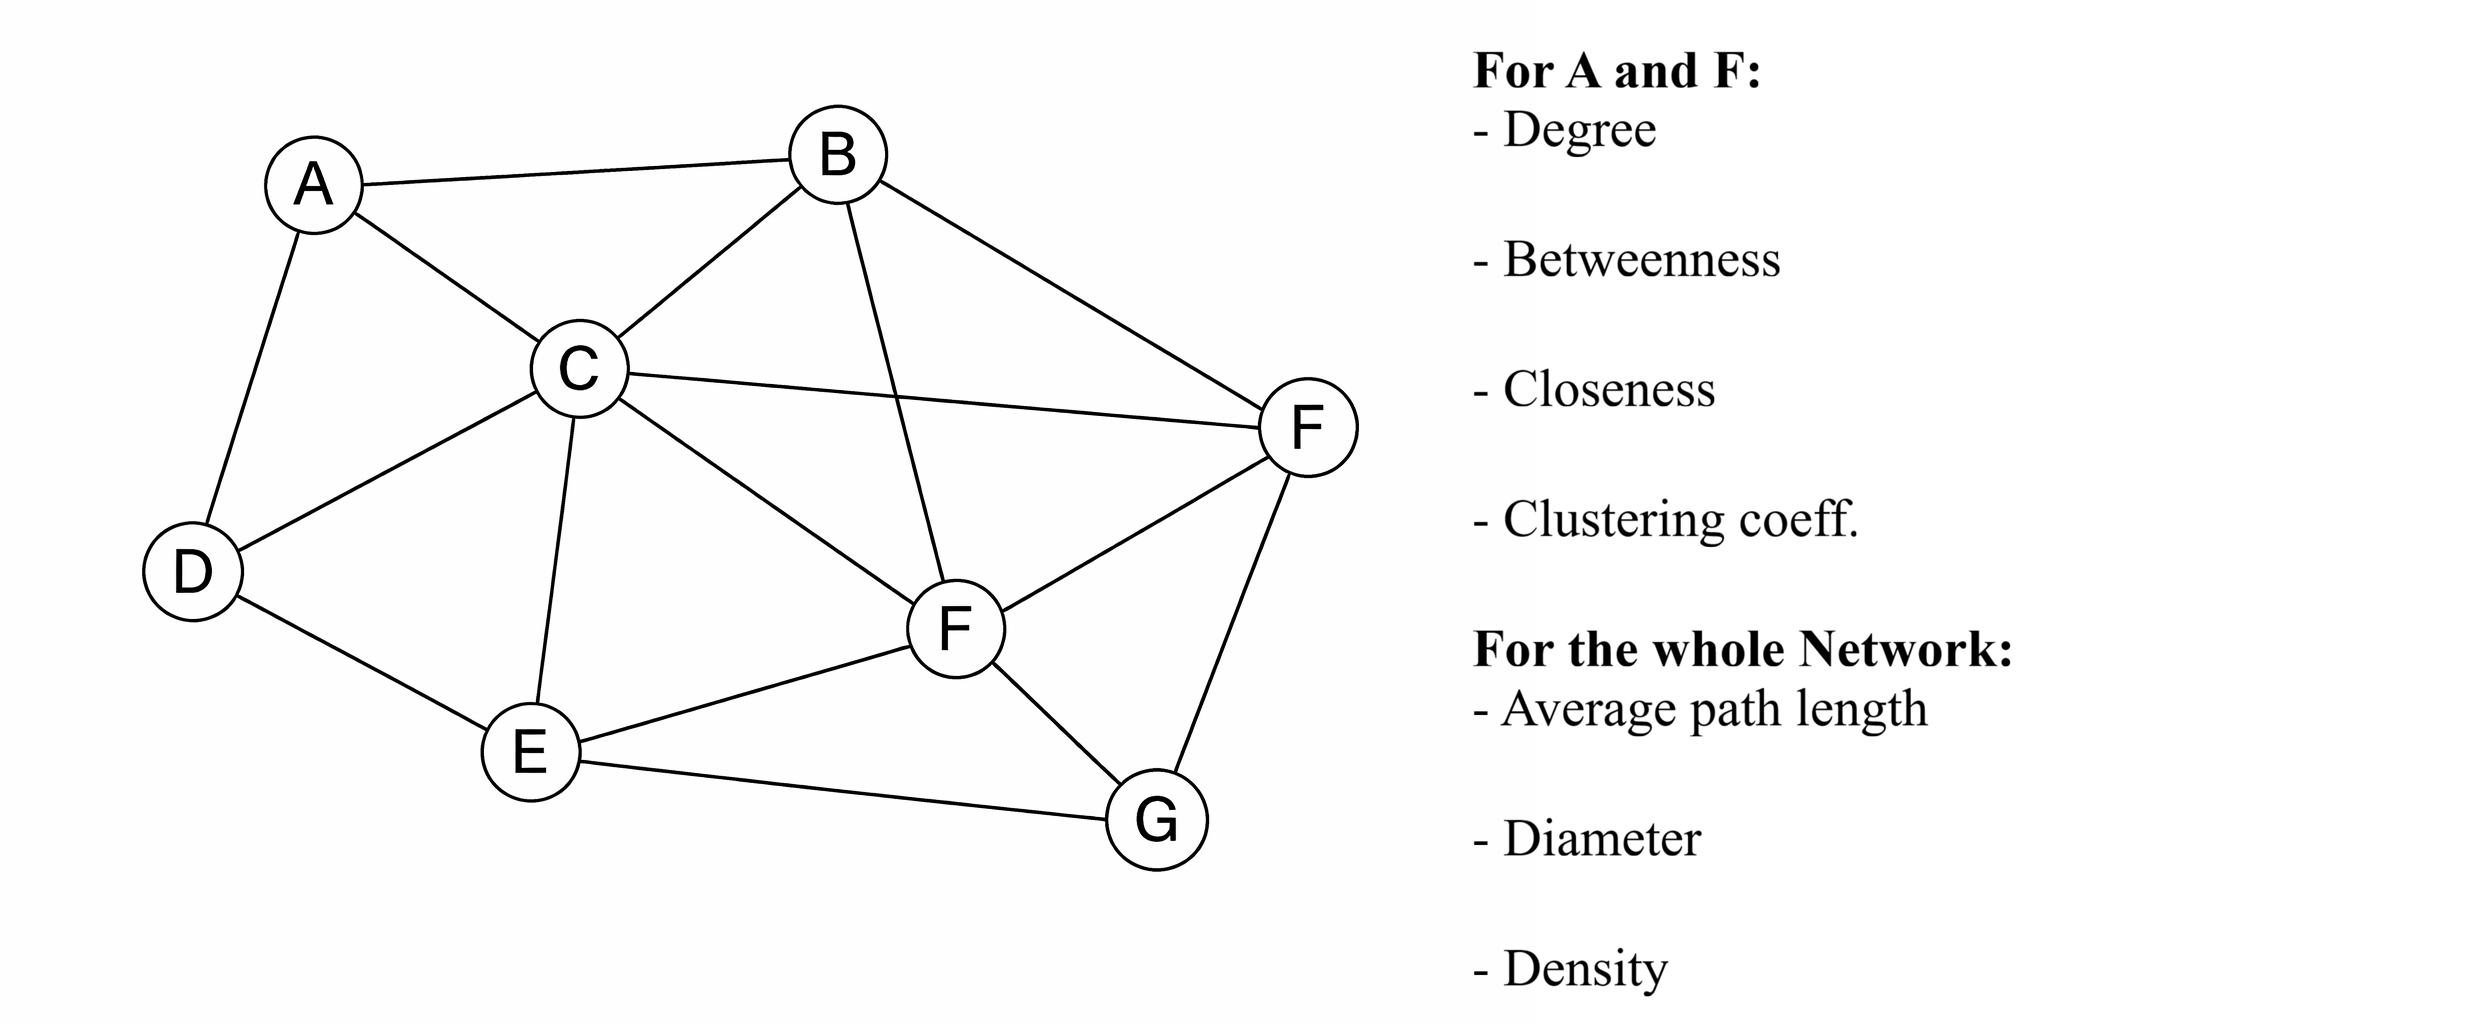 A
B
C
F
D
F
E
G
For A and F:
- Degree
- Betweenness
- Closeness
- Clustering coeff.
For the whole Network:
- Average path length
- Diameter
- Density